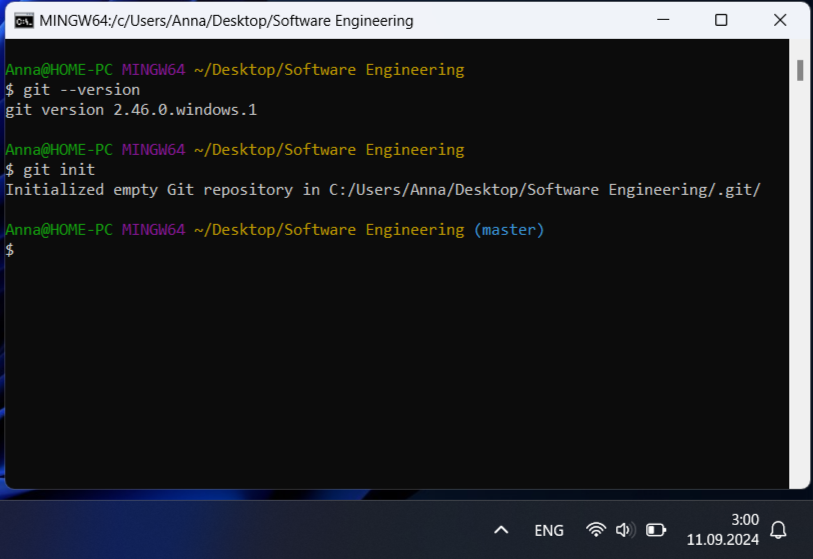 MINGW64:/c/Users/Anna/Desktop/Software Engineering
Anna@HOME-PC MINGW64 ~/Desktop/Software Engineering
$ git --version
git version 2.46.0.windows.1
Anna@HOME-PC MINGW64 ~/Desktop/Software Engineering
$ git init
Initialized empty Git repository in C:/Users/Anna/Desktop/Software Engineering/.git/
Anna@HOME-PC MINGW64 ~/Desktop/Software Engineering (master)
$
ENG
3:00
11.09.2024